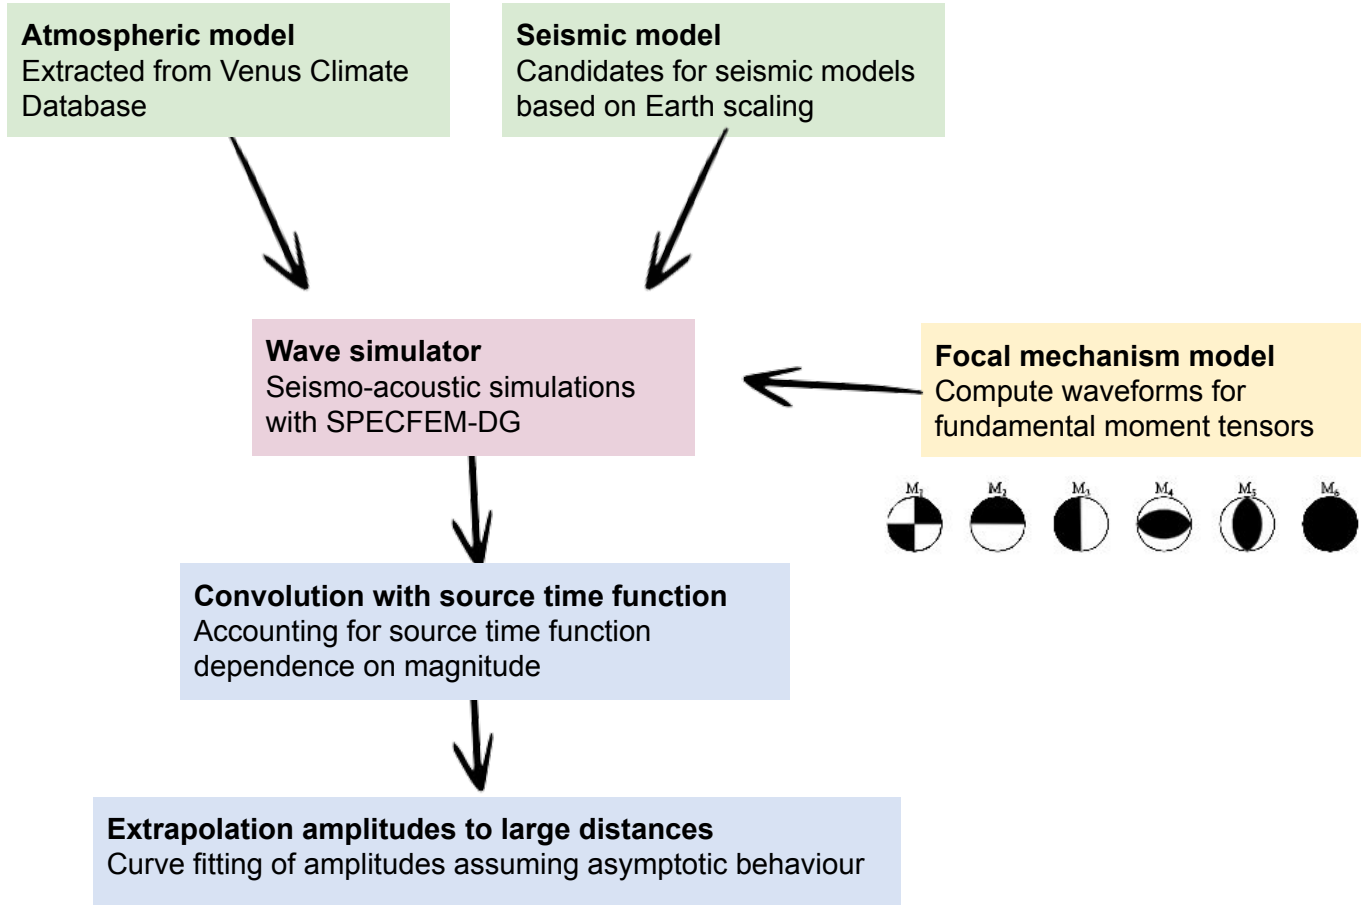 Atmospheric model
Extracted from Venus Climate
Database
Seismic model
Candidates for seismic models
based on Earth scaling
Wave simulator
Seismo-acoustic simulations
with SPECFEM-DG
Focal mechanism model
Compute waveforms for
fundamental moment tensors
M1 M2 M3 M4 M5 M6
Convolution with source time function
Accounting for source time function
dependence on magnitude
Extrapolation amplitudes to large distances
Curve fitting of amplitudes assuming asymptotic behaviour